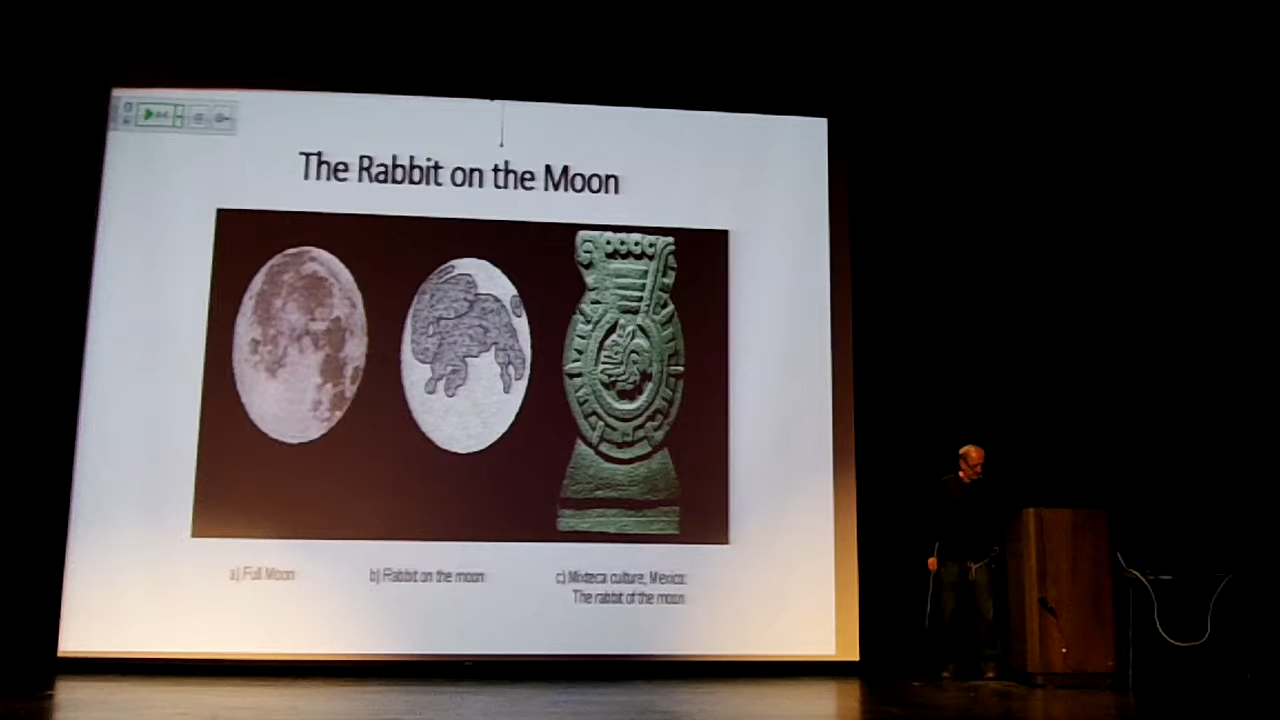 The Rabbit on the Moon
a) Full Moon
b) Rabbit on the moon
c) Mixteca culture, Mexico:
The rabbit of the moon